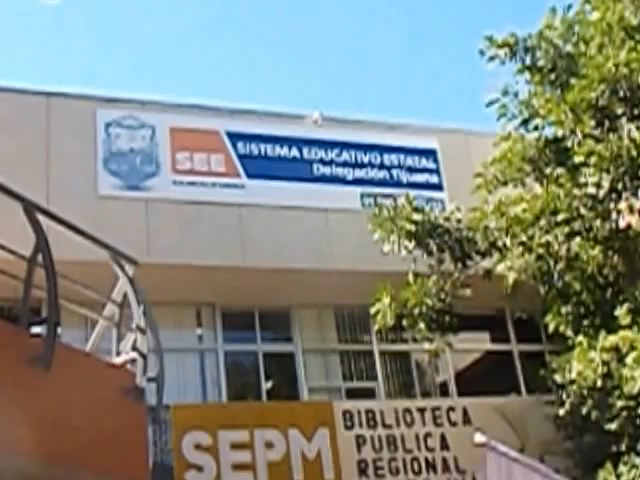 SEE
SISTEMA EDUCATIVO ESTATAL
Delegación Tijuana
SEPM
BIBLIOTECA
PUBLICA
REGIONAL